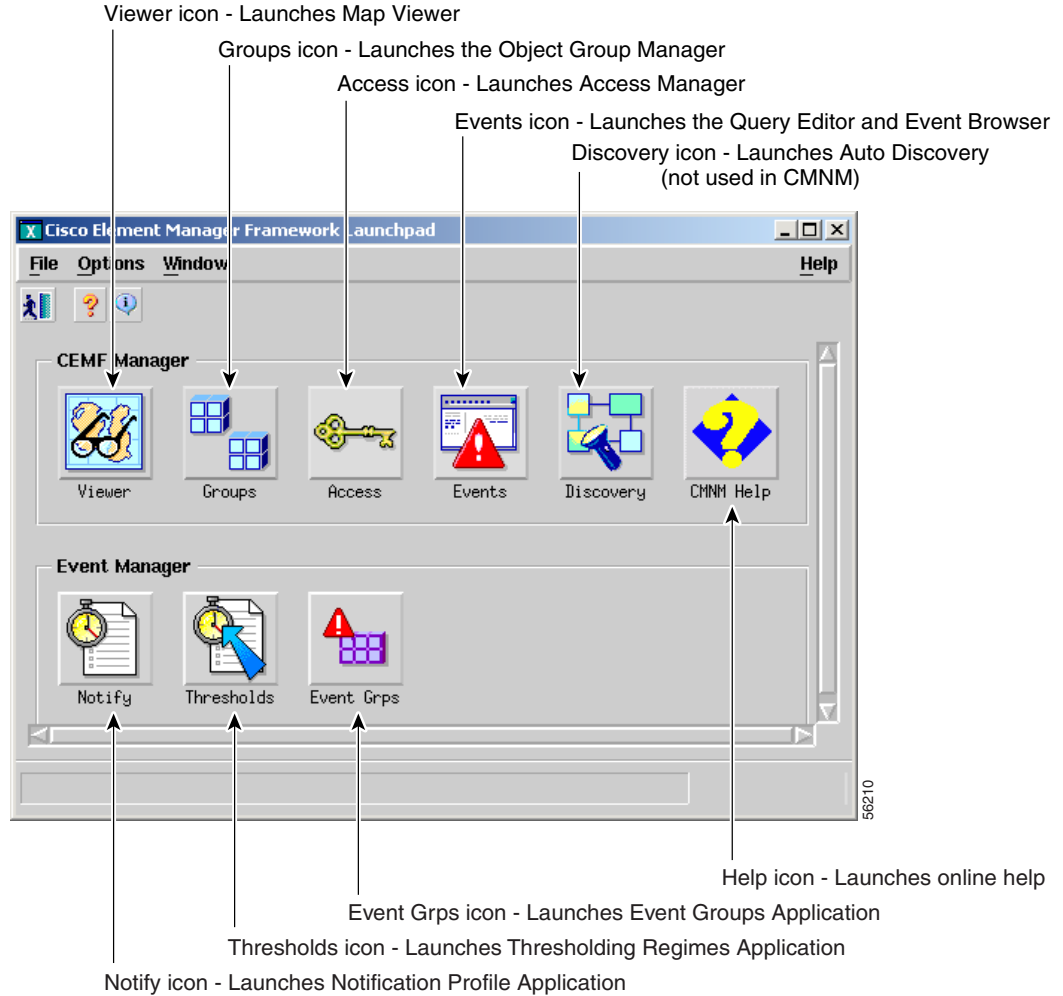 Viewer icon - Launches Map Viewer
Groups icon - Launches the Object Group Manager
Access icon - Launches Access Manager
Events icon - Launches the Query Editor and Event Browser
Discovery icon - Launches Auto Discovery
(not used in CMNM)
X Cisco Element Manager Framework Launchpad
File Options Window Help
CEMF Manager
Viewer Groups Access Events Discovery CMNM Help
Event Manager
Notify Thresholds Event Grps
56210
Help icon - Launches online help
Event Grps icon - Launches Event Groups Application
Thresholds icon - Launches Thresholding Regimes Application
Notify icon - Launches Notification Profile Application